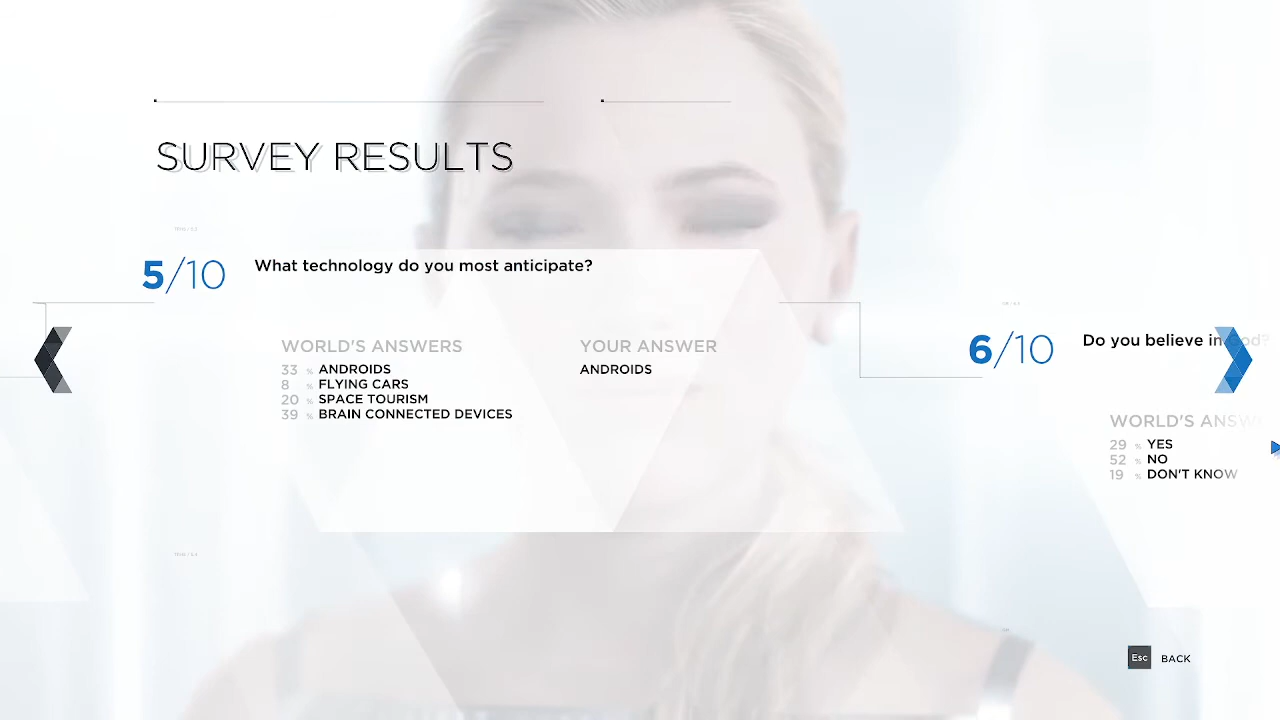 SURVEY RESULTS
5/10 What technology do you most anticipate?
WORLD'S ANSWERS
33 % ANDROIDS
8 % FLYING CARS
20 % SPACE TOURISM
39 % BRAIN CONNECTED DEVICES
YOUR ANSWER
ANDROIDS
6/10 Do you believe in God?
WORLD'S
29 % YES
52 % NO
19 % DON'T KNOW
Esc BACK